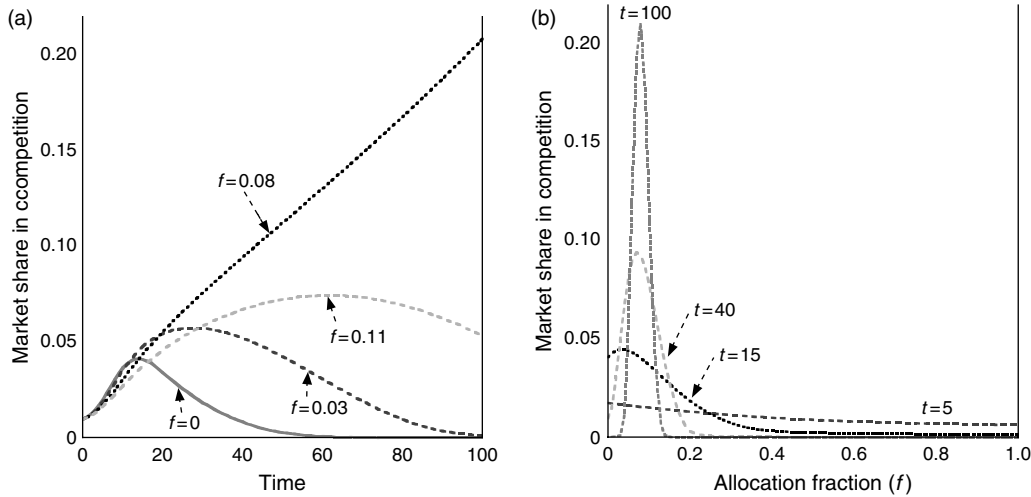 (a)
Market share in ccompetition
0.20
0.15
0.10
0.05
0
f=0.08
f=0.11
f=0.03
f=0
0
20
40
60
80
100
Time
(b)
Market share in competition
0.20
0.15
0.10
0.05
0
t=100
t=40
t=15
t=5
0
0.2
0.4
0.6
0.8
1.0
Allocation fraction (f)